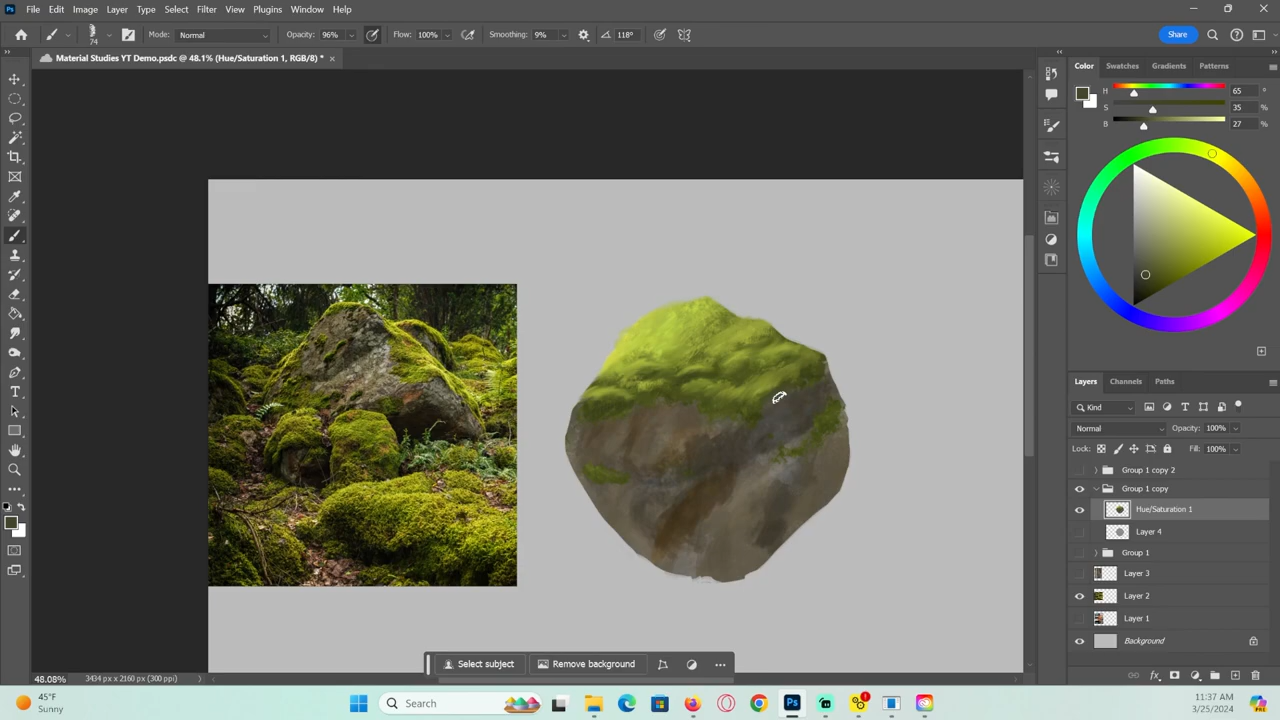 File Edit Image Layer Type Select Filter View Plugins Window Help
74 Mode: Normal Opacity: 96% Flow: 100% Smoothing: 9% 118° Share
Material Studies YT Demo.psdc @ 48.1% (Hue/Saturation 1, RGB/8) *
Color Swatches Gradients Patterns
H 65 °
S 35 %
B 27 %
Layers Channels Paths
Kind
Normal Opacity: 100%
Lock: Fill: 100%
Group 1 copy 2
Group 1 copy
Hue/Saturation 1
Layer 4
Group 1
Layer 3
Layer 2
Layer 1
Background
Select subject Remove background
48.08% 3434 px x 2160 px (300 ppi)
45°F
Sunny
Search
11:37 AM
3/25/2024